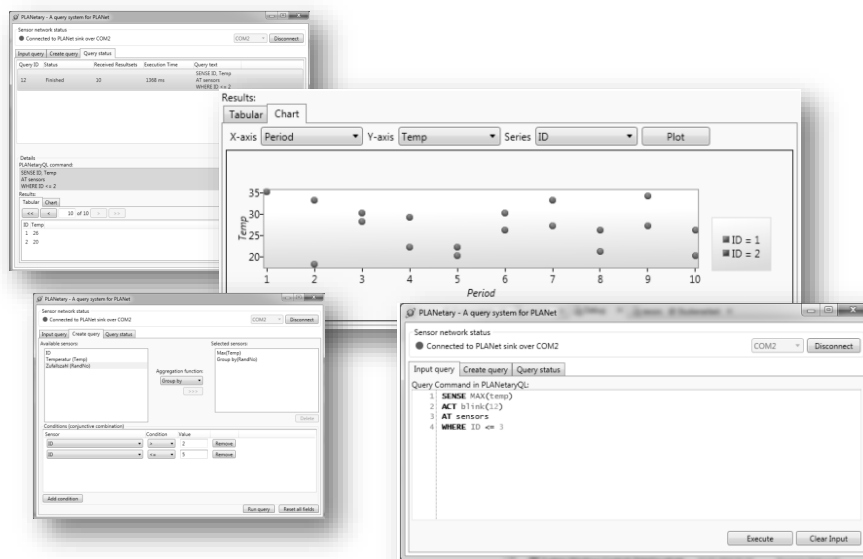 PLANetary - A query system for PLANet
Sensor network status
Connected to PLANet sink over COM2
COM2 Disconnect
Input query Create query Query status
Query ID Status Received Resultsets Execution Time Query text
12 Finished 10 1368 ms
SENSE ID, Temp
AT sensors
WHERE ID <= 2
Details
PLANetaryQL command:
SENSE ID, Temp
AT sensors
WHERE ID <= 2
Results:
Tabular Chart
<< < 10 of 10 > >>
ID Temp
1 26
2 20
Results:
Tabular Chart
X-axis Period Y-axis Temp Series ID Plot
35
30
25
20
Temp
1 2 3 4 5 6 7 8 9 10
Period
ID = 1
ID = 2
PLANetary - A query system for PLANet
Sensor network status
Connected to PLANet sink over COM2
COM2 Disconnect
Input query Create query Query status
Available sensors:
ID
Temperatur (Temp)
Zufallszahl (RandNo)
Aggregation function:
Group by
>>>
Selected sensors:
Max(Temp)
Group by(RandNo)
Delete
Conditions (conjunctive combination)
Sensor Condition Value
ID 2 Remove
ID <= 5 Remove
Add condition
Run query Reset all fields
PLANetary - A query system for PLANet
Sensor network status
Connected to PLANet sink over COM2
COM2 Disconnect
Input query Create query Query status
Query Command in PLANetaryQL:
1 SENSE MAX(temp)
2 ACT blink(12)
3 AT sensors
4 WHERE ID <= 3
Execute Clear Input